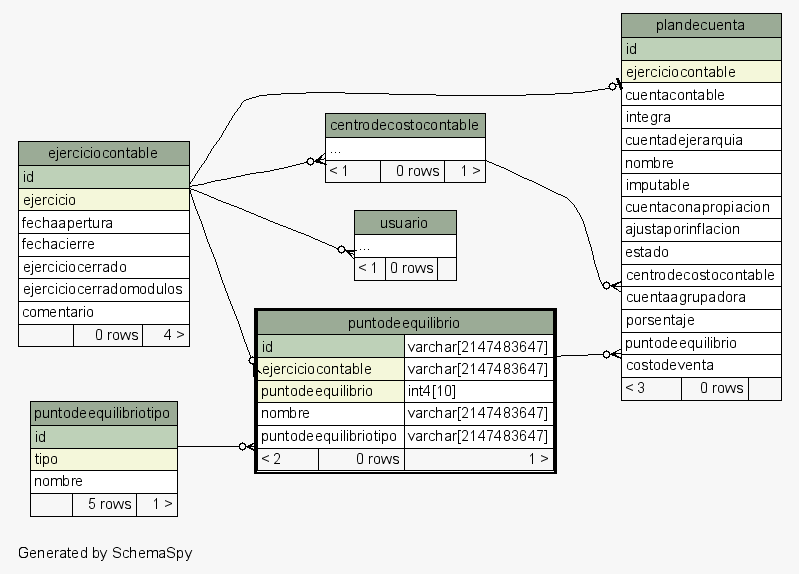 plandecuenta
id
ejerciciocontable
cuentacontable
integra
cuentadejerarquia
nombre
imputable
cuentaconapropiacion
ajustaporinflacion
estado
centrodecostocontable
cuentaagrupadora
porsentaje
puntodeequilibrio
costodeventa
< 3 0 rows
centrodecostocontable
...
< 1 0 rows 1 >
ejerciciocontable
id
ejercicio
fechaapertura
fechacierre
ejerciciocerrado
ejerciciocerradomodulos
comentario
0 rows 4 >
usuario
...
< 1 0 rows
puntodeequilibrio
id varchar[2147483647]
ejerciciocontable varchar[2147483647]
puntodeequilibrio int4[10]
nombre varchar[2147483647]
puntodeequilibriotipo varchar[2147483647]
< 2 0 rows 1 >
puntodeequilibriotipo
id
tipo
nombre
5 rows 1 >
Generated by SchemaSpy